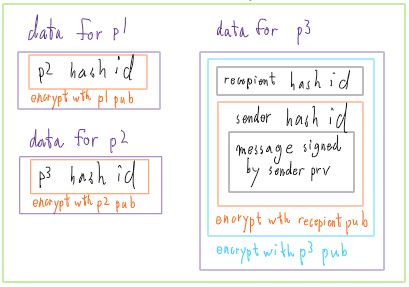 data for p1
p2 hash id
encrypt with p1 pub
data for p2
p3 hash id
encrypt with p2 pub
data for p3
recepient hash id
sender hash id
message signed
by sender prv
encrypt wth recepient pub
encrypt with p3 pub